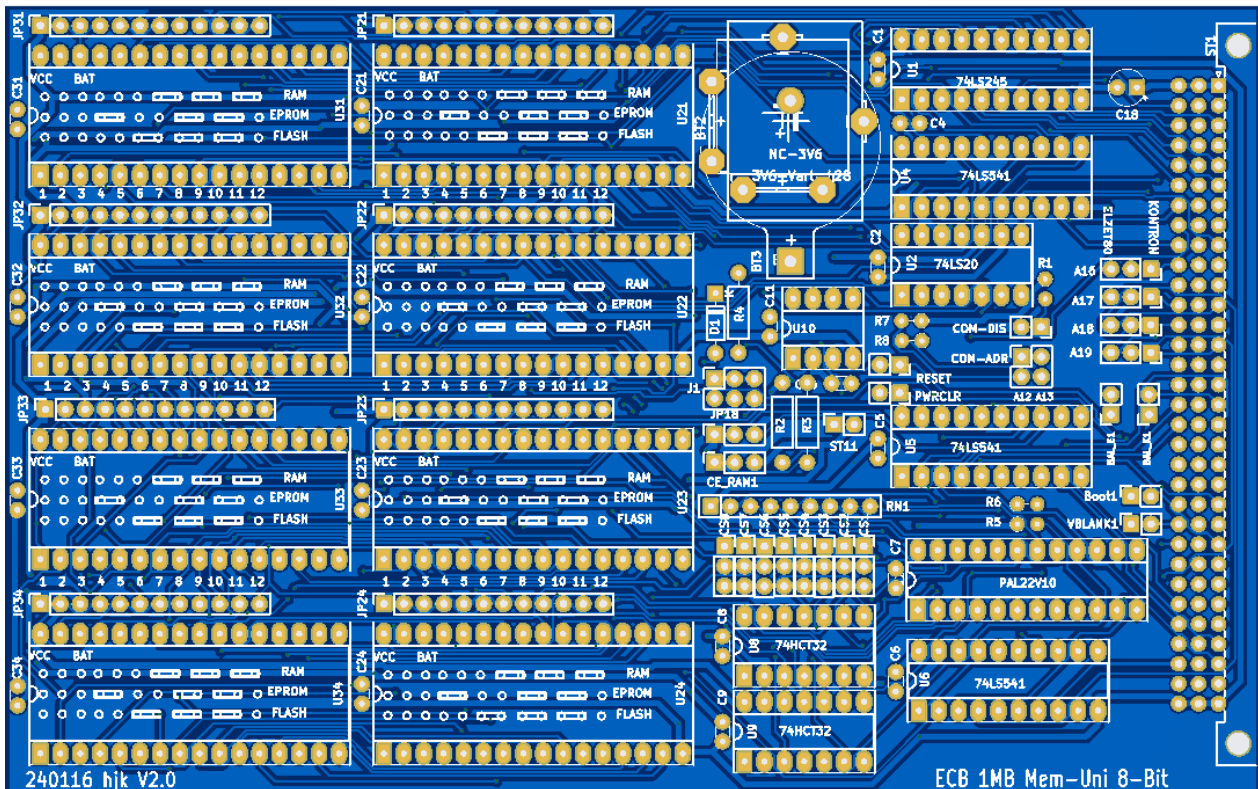 JP31
JP21
C1
U1
74LS245
ST1
C31
VCC BAT
RAM
EPROM
FLASH
U31
C21
VCC BAT
RAM
EPROM
FLASH
U21
BT2
NC-3V6
C18
C4
U4
74LS541
1 2 3 4 5 6 7 8 9 10 11 12
1 2 3 4 5 6 7 8 9 10 11 12
JP32
JP22
C2
U2
74LS20
R1
ELZET80
KONTRON
A16
A17
A18
A19
C32
VCC BAT
RAM
EPROM
FLASH
U32
C22
VCC BAT
RAM
EPROM
FLASH
U22
BT3
K
D1
R4
C11
U10
R7
R8
COM-DIS
COM-ADR
A12 A13
RESET
PWRCLR
1 2 3 4 5 6 7 8 9 10 11 12
1 2 3 4 5 6 7 8 9 10 11 12
J1
JP18
JP33
JP23
R2
R3
ST11
C5
U5
74LS541
C33
VCC BAT
RAM
EPROM
FLASH
U33
C23
VCC BAT
RAM
EPROM
FLASH
U23
CE_RAM1
RN1
R6
R5
Boot1
VBLANK1
C7
PAL22V10
1 2 3 4 5 6 7 8 9 10 11 12
1 2 3 4 5 6 7 8 9 10 11 12
JP34
JP24
C8
U8
74HCT32
C34
VCC BAT
RAM
EPROM
FLASH
U34
C24
VCC BAT
RAM
EPROM
FLASH
U24
C9
U9
74HCT32
C6
U6
74LS541
240116 hjk V2.0
ECB 1MB Mem-Uni 8-Bit